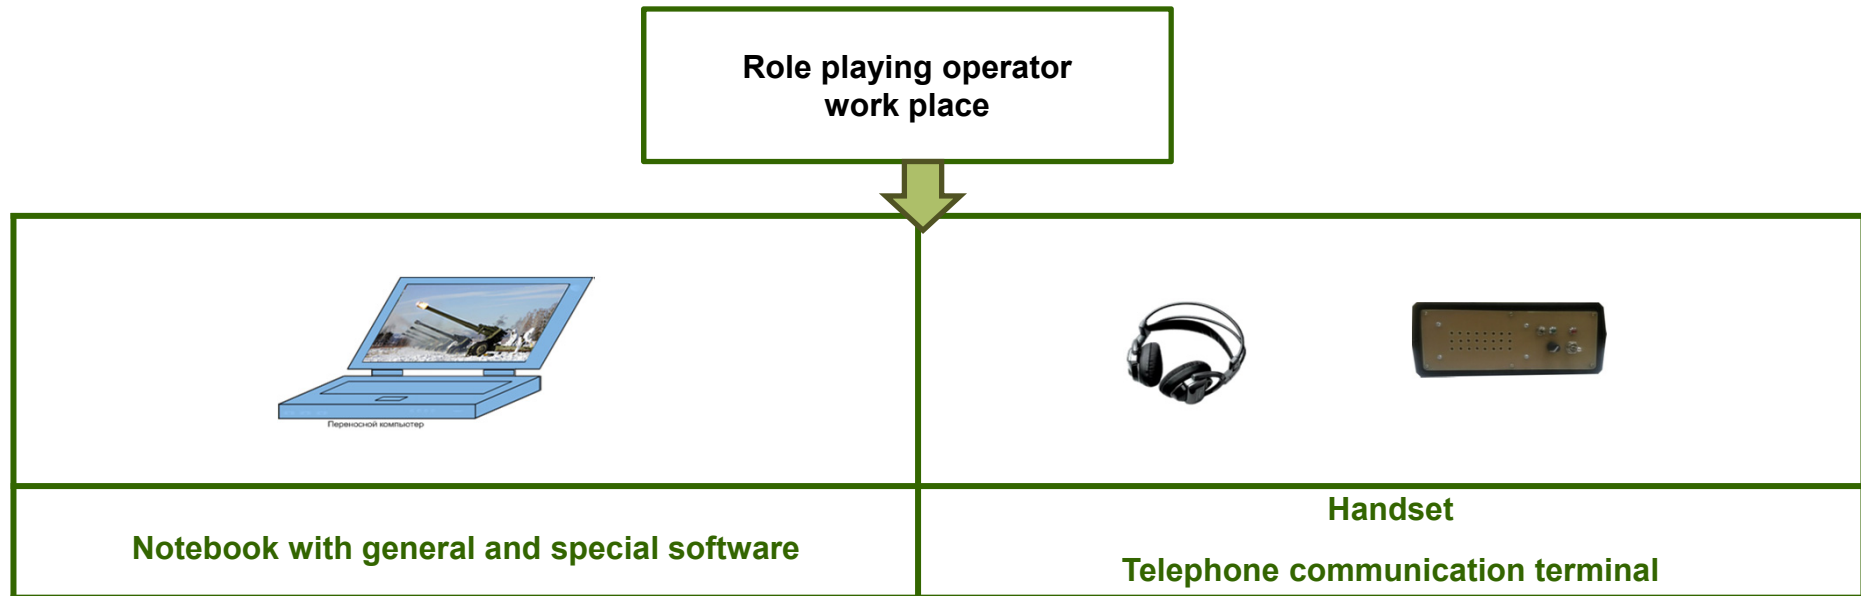 Role playing operator
work place
Переносной компьютер
Notebook with general and special software
Handset
Telephone communication terminal